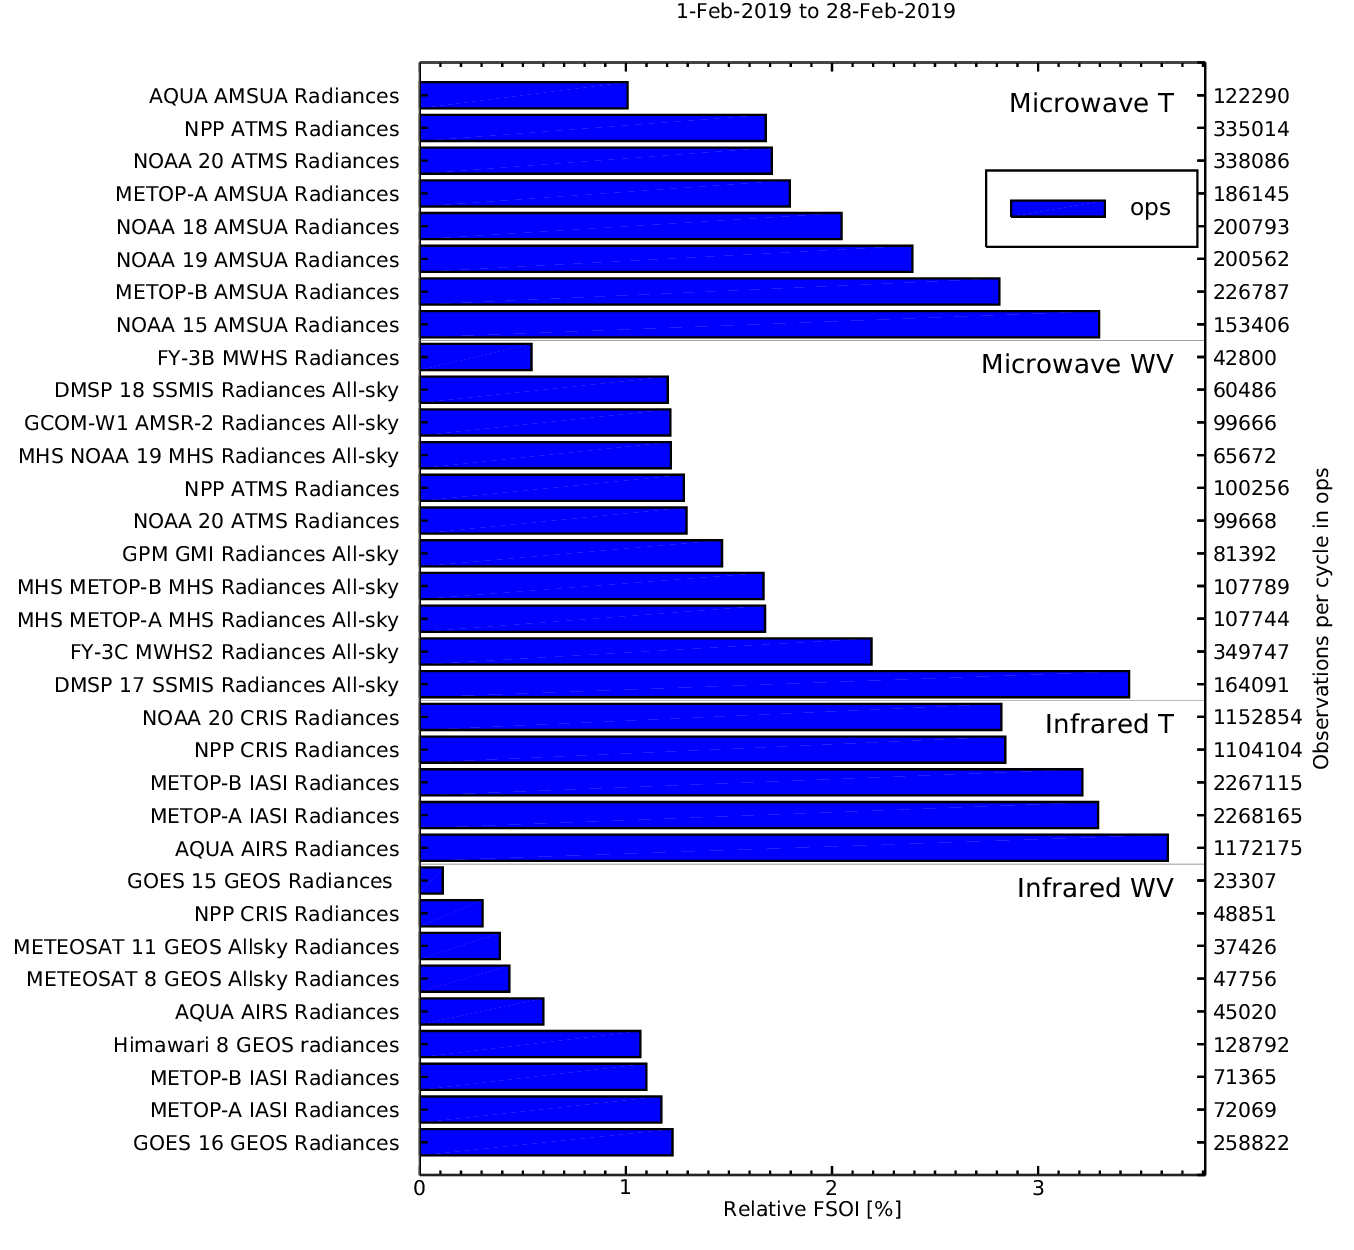 1-Feb-2019 to 28-Feb-2019
AQUA AMSUA Radiances 122290
Microwave T
NPP ATMS Radiances 335014
NOAA 20 ATMS Radiances 338086
METOP-A AMSUA Radiances 186145
ops
NOAA 18 AMSUA Radiances 200793
NOAA 19 AMSUA Radiances 200562
METOP-B AMSUA Radiances 226787
NOAA 15 AMSUA Radiances 153406
FY-3B MWHS Radiances 42800
Microwave WV
DMSP 18 SSMIS Radiances All-sky 60486
GCOM-W1 AMSR-2 Radiances All-sky 99666
MHS NOAA 19 MHS Radiances All-sky 65672
NPP ATMS Radiances 100256
NOAA 20 ATMS Radiances 99668
GPM GMI Radiances All-sky 81392
MHS METOP-B MHS Radiances All-sky 107789
MHS METOP-A MHS Radiances All-sky 107744
FY-3C MWHS2 Radiances All-sky 349747
DMSP 17 SSMIS Radiances All-sky 164091
NOAA 20 CRIS Radiances 1152854
Infrared T
NPP CRIS Radiances 1104104
METOP-B IASI Radiances 2267115
METOP-A IASI Radiances 2268165
AQUA AIRS Radiances 1172175
GOES 15 GEOS Radiances 23307
Infrared WV
NPP CRIS Radiances 48851
METEOSAT 11 GEOS Allsky Radiances 37426
METEOSAT 8 GEOS Allsky Radiances 47756
AQUA AIRS Radiances 45020
Himawari 8 GEOS radiances 128792
METOP-B IASI Radiances 71365
METOP-A IASI Radiances 72069
GOES 16 GEOS Radiances 258822
Observations per cycle in ops
0 1 2 3
Relative FSOI [%]